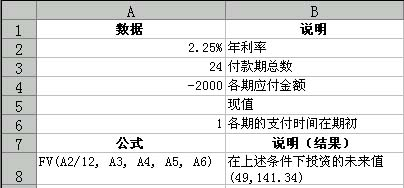 A B
1 数据 说明
2 2.25% 年利率
3 24 付款期总数
4 -2000 各期应付金额
5 现值
6 1 各期的支付时间在期初
7 公式 说明(结果)
FV(A2/12, A3, A4, A5, A6) 在上述条件下投资的未来值
8 (49,141.34)